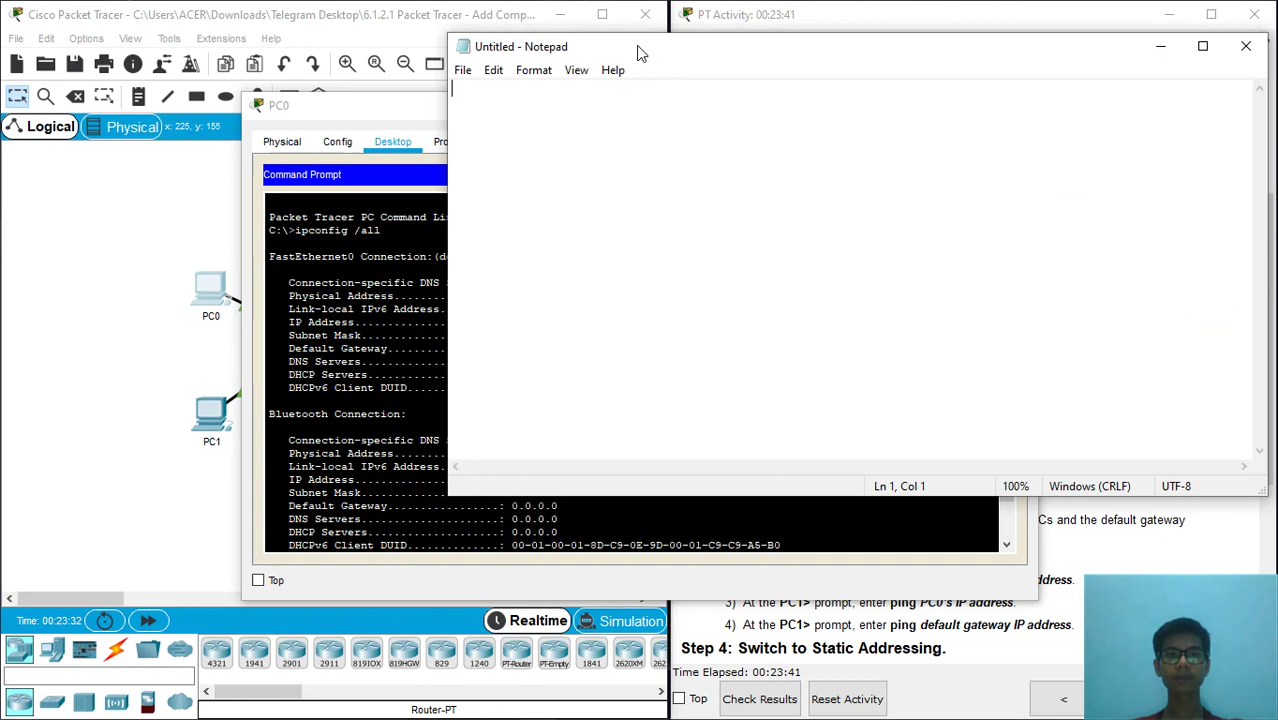 Cisco Packet Tracer - C:\Users\ACER\Downloads\Telegram Desktop\6.1.2.1 Packet Tracer - Add Comp...
File Edit Options View Tools Extensions Help
Logical
Physical
x: 225, y: 155
PC0
PC1
PC0
Physical Config Desktop
Command Prompt
Packet Tracer PC Command Li
C:\>ipconfig /all
FastEthernet0 Connection:(d
Connection-specific DNS
Physical Address........
Link-local IPv6 Address.
IP Address..............
Subnet Mask.............
Default Gateway.........
DNS Servers.............
DHCP Servers............
DHCPv6 Client DUID......
Bluetooth Connection:
Connection-specific DNS
Physical Address........
Link-local IPv6 Address.
IP Address..............
Subnet Mask.............
Default Gateway.................: 0.0.0.0
DNS Servers.....................: 0.0.0.0
DHCP Servers....................: 0.0.0.0
DHCPv6 Client DUID..............: 00-01-00-01-8D-C9-0E-9D-00-01-C9-C9-A5-B0
Top
Untitled - Notepad
File Edit Format View Help
Ln 1, Col 1
100%
Windows (CRLF)
UTF-8
PT Activity: 00:23:41
Cs and the default gateway
ddress.
3) At the PC1> prompt, enter ping PC0's IP address.
4) At the PC1> prompt, enter ping default gateway IP address.
Step 4: Switch to Static Addressing.
Time Elapsed: 00:23:41
Top
Check Results
Reset Activity
<
Time: 00:23:32
Realtime
Simulation
4321 1941 2901 2911 819IOX 819HGW 829 1240 PT-Router PT-Empty 1841 2620XM 262
Router-PT